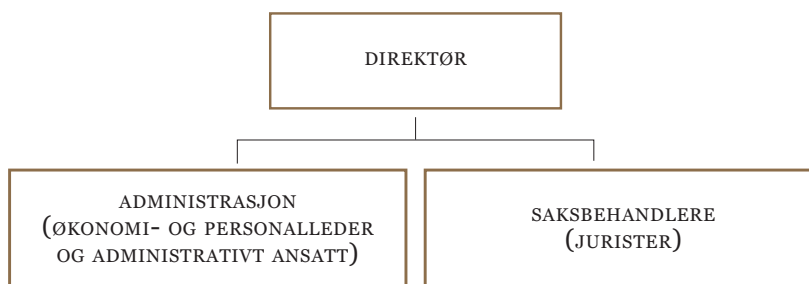 DIREKTØR
ADMINISTRASJON
(ØKONOMI- OG PERSONALLEDER
OG ADMINISTRATIVT ANSATT)
SAKSBEHANDLERE
(JURISTER)